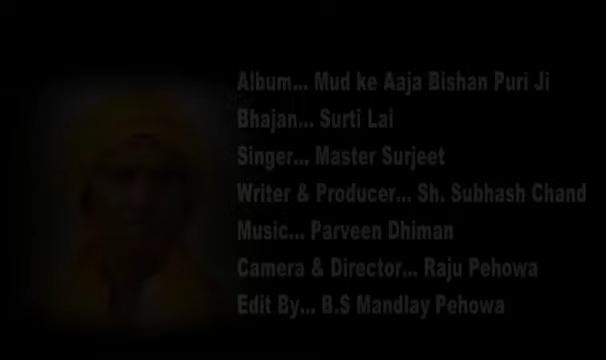 Album... Mud ke Aaja Bishan Puri Ji
Bhajan... Surti Lai
Singer... Master Surjeet
Writer & Producer... Sh. Subhash Chand
Music... Parveen Dhiman
Camera & Director... Raju Pehowa
Edit By... B.S Mandlay Pehowa